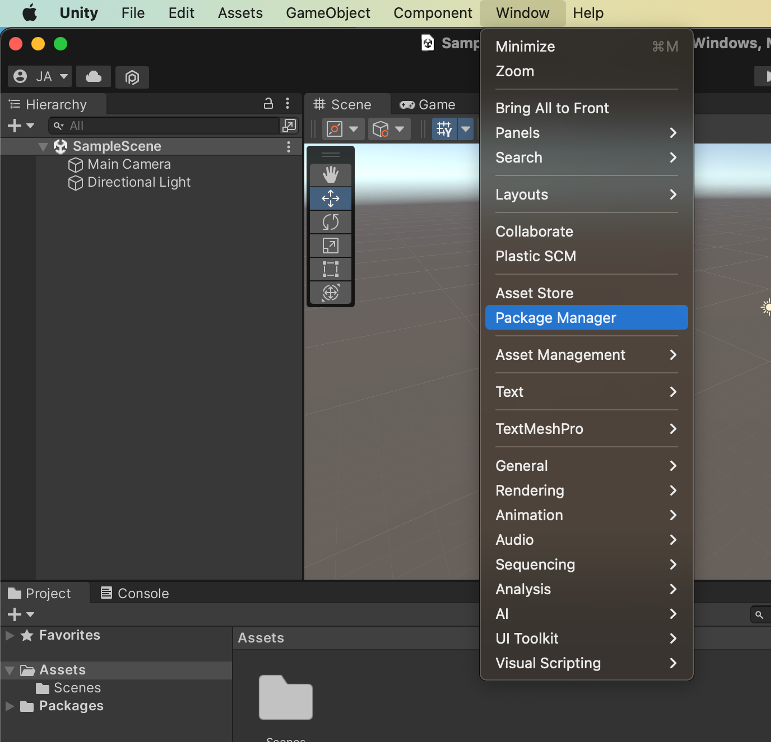 Unity File Edit Assets GameObject Component Window Help
Samp
Windows, M
JA
Hierarchy
All
SampleScene
Main Camera
Directional Light
Scene
Game
Minimize ⌘M
Zoom
Bring All to Front
Panels
Search
Layouts
Collaborate
Plastic SCM
Asset Store
Package Manager
Asset Management
Text
TextMeshPro
General
Rendering
Animation
Audio
Sequencing
Analysis
AI
UI Toolkit
Visual Scripting
Project
Console
Favorites
Assets
Scenes
Packages
Assets
Scenes